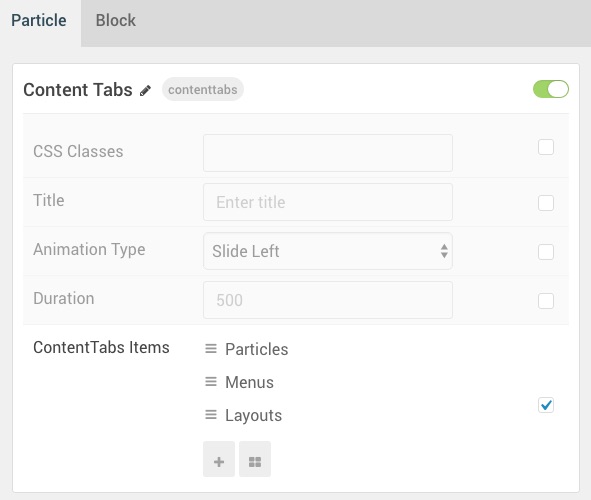 Particle Block
Content Tabs contenttabs
CSS Classes
Title Enter title
Animation Type Slide Left
Duration 500
ContentTabs Items Particles
Menus
Layouts